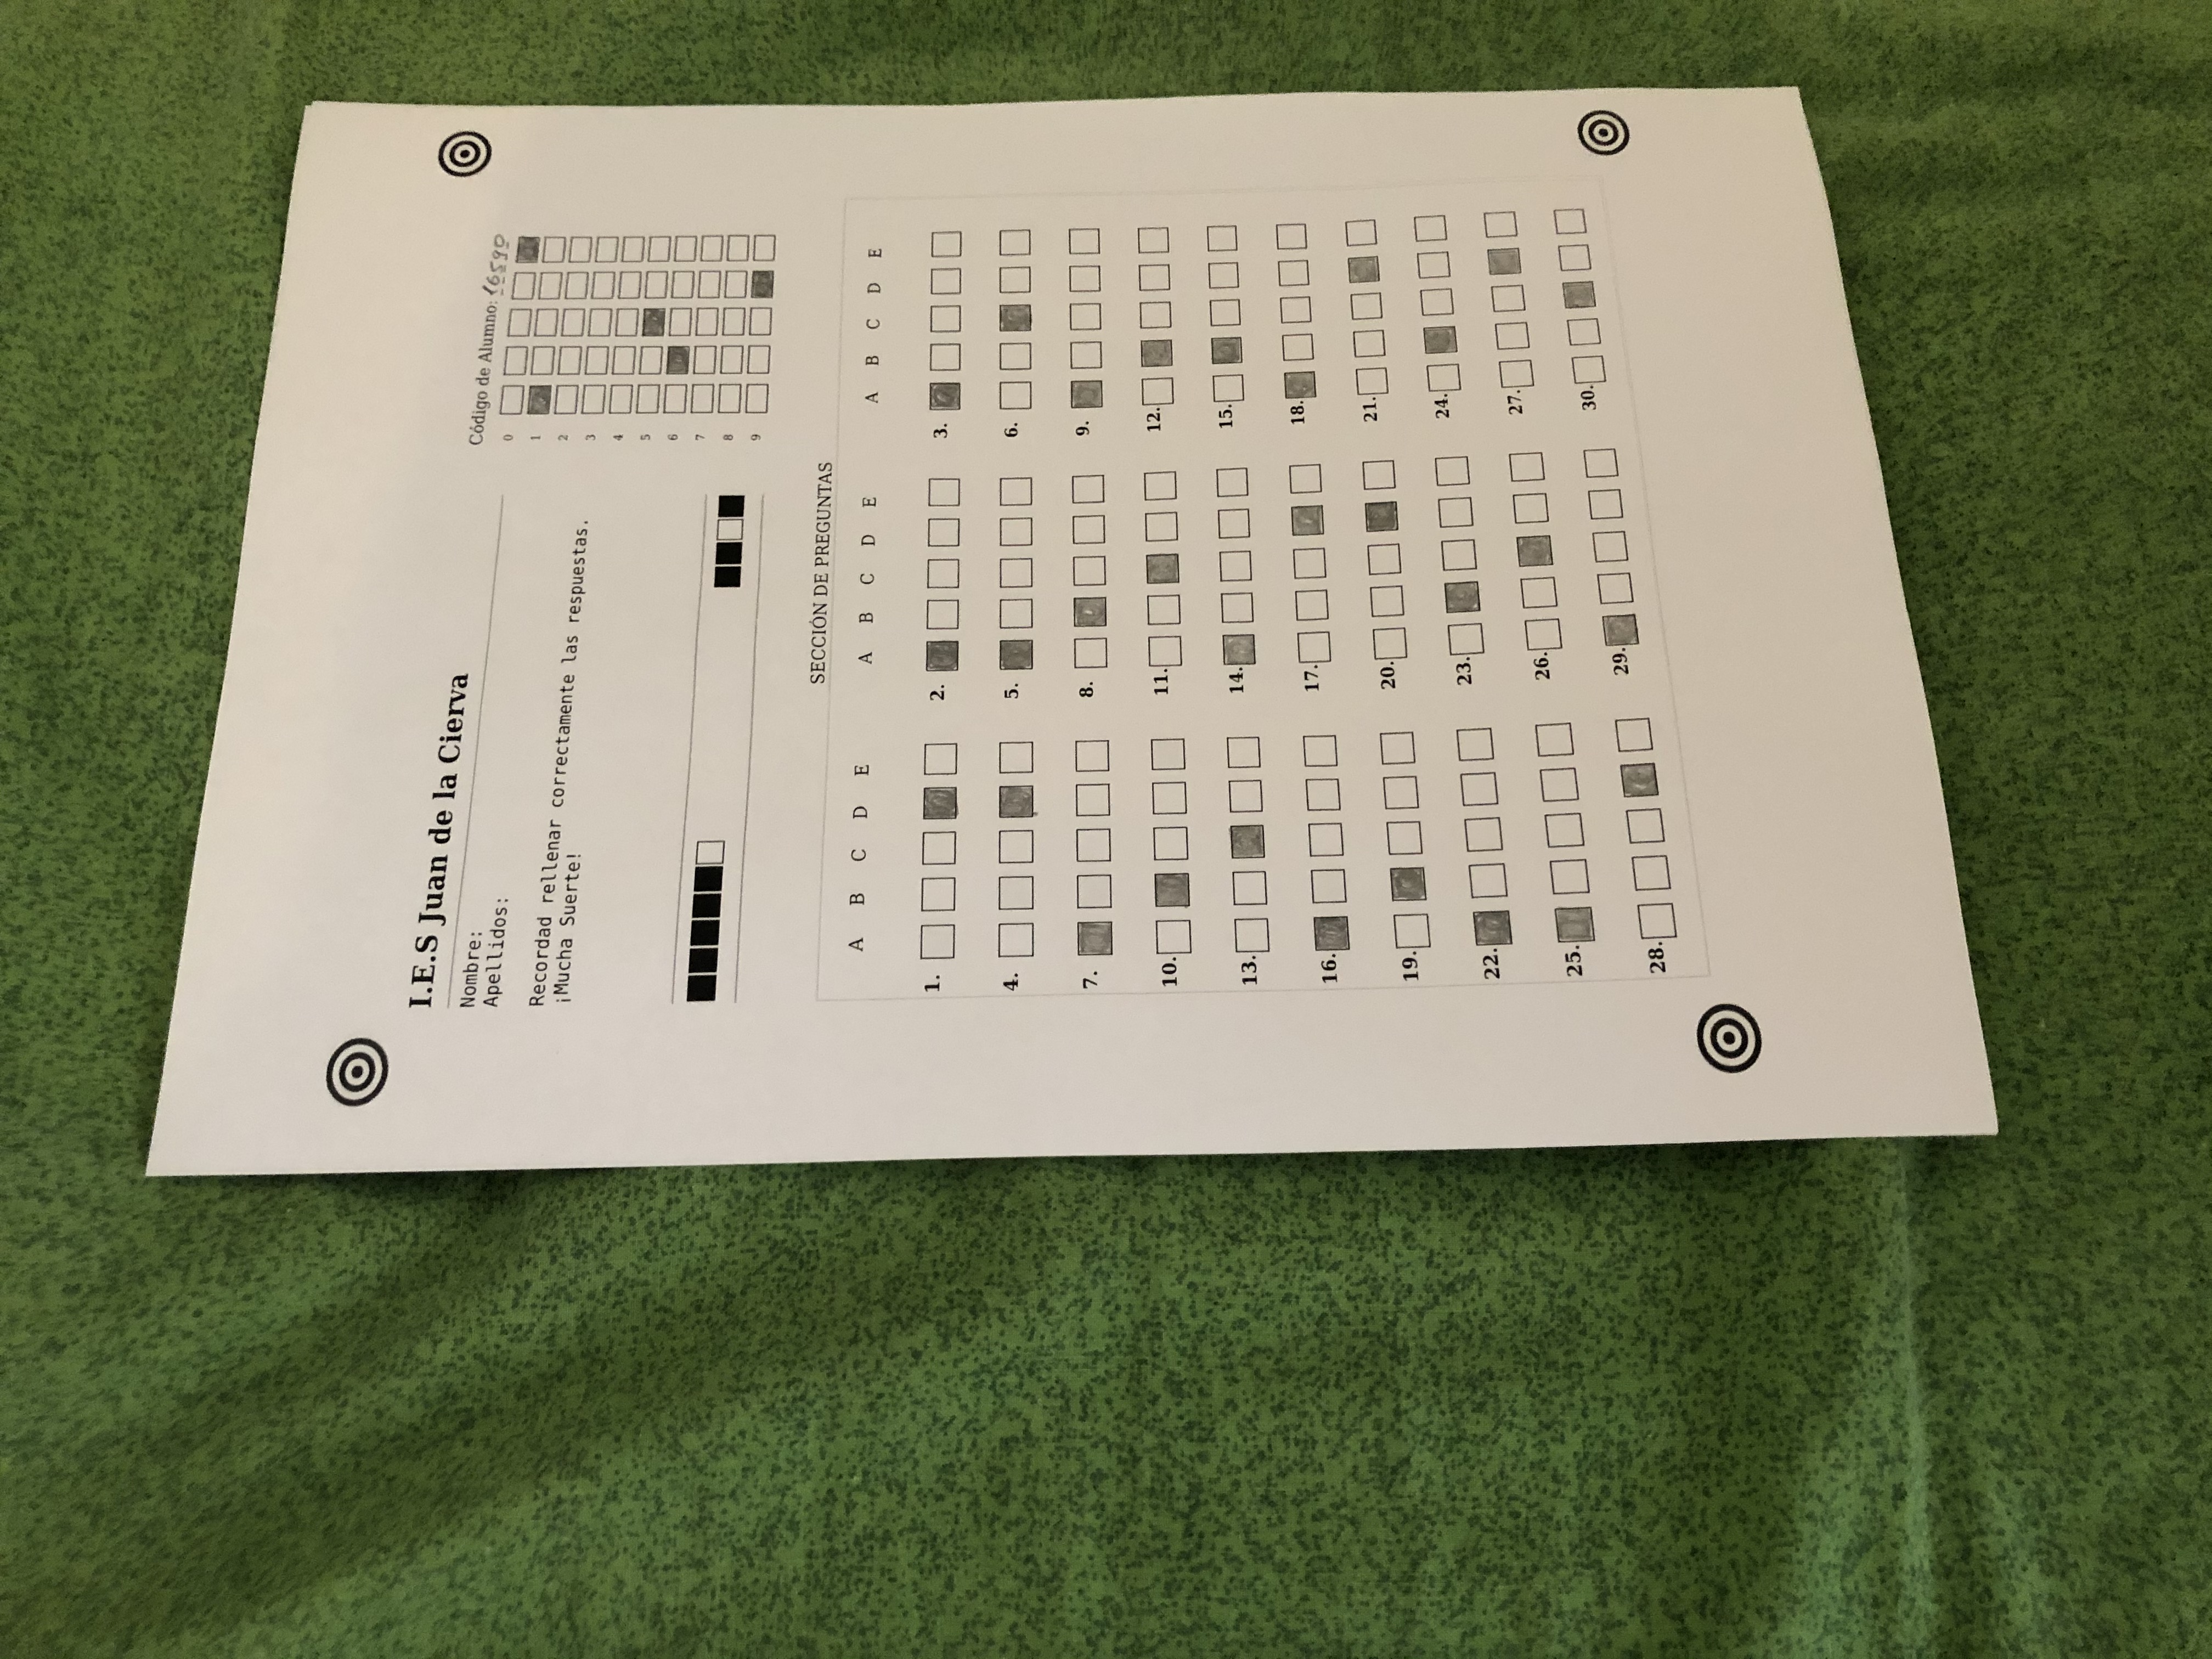 I.E.S Juan de la Cierva
Nombre:
Apellidos:
Recordad rellenar correctamente las respuestas.
¡Mucha Suerte!
Código de Alumno: 16590
0
1
2
3
4
5
6
7
8
9
SECCIÓN DE PREGUNTAS
A B C D E A B C D E A B C D E
1. 2. 3.
4. 5. 6.
7. 8. 9.
10. 11. 12.
13. 14. 15.
16. 17. 18.
19. 20. 21.
22. 23. 24.
25. 26. 27.
28. 29. 30.